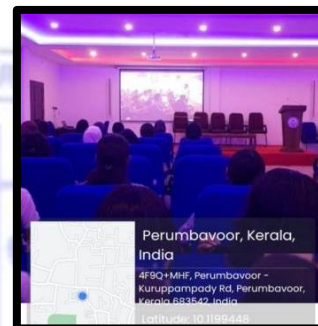 Perumbavoor, Kerala,
India
4F9Q+MHF, Perumbavoor -
Kuruppampady Rd, Perumbavoor,
Kerala 683542, India
Latitude: 10.1199448